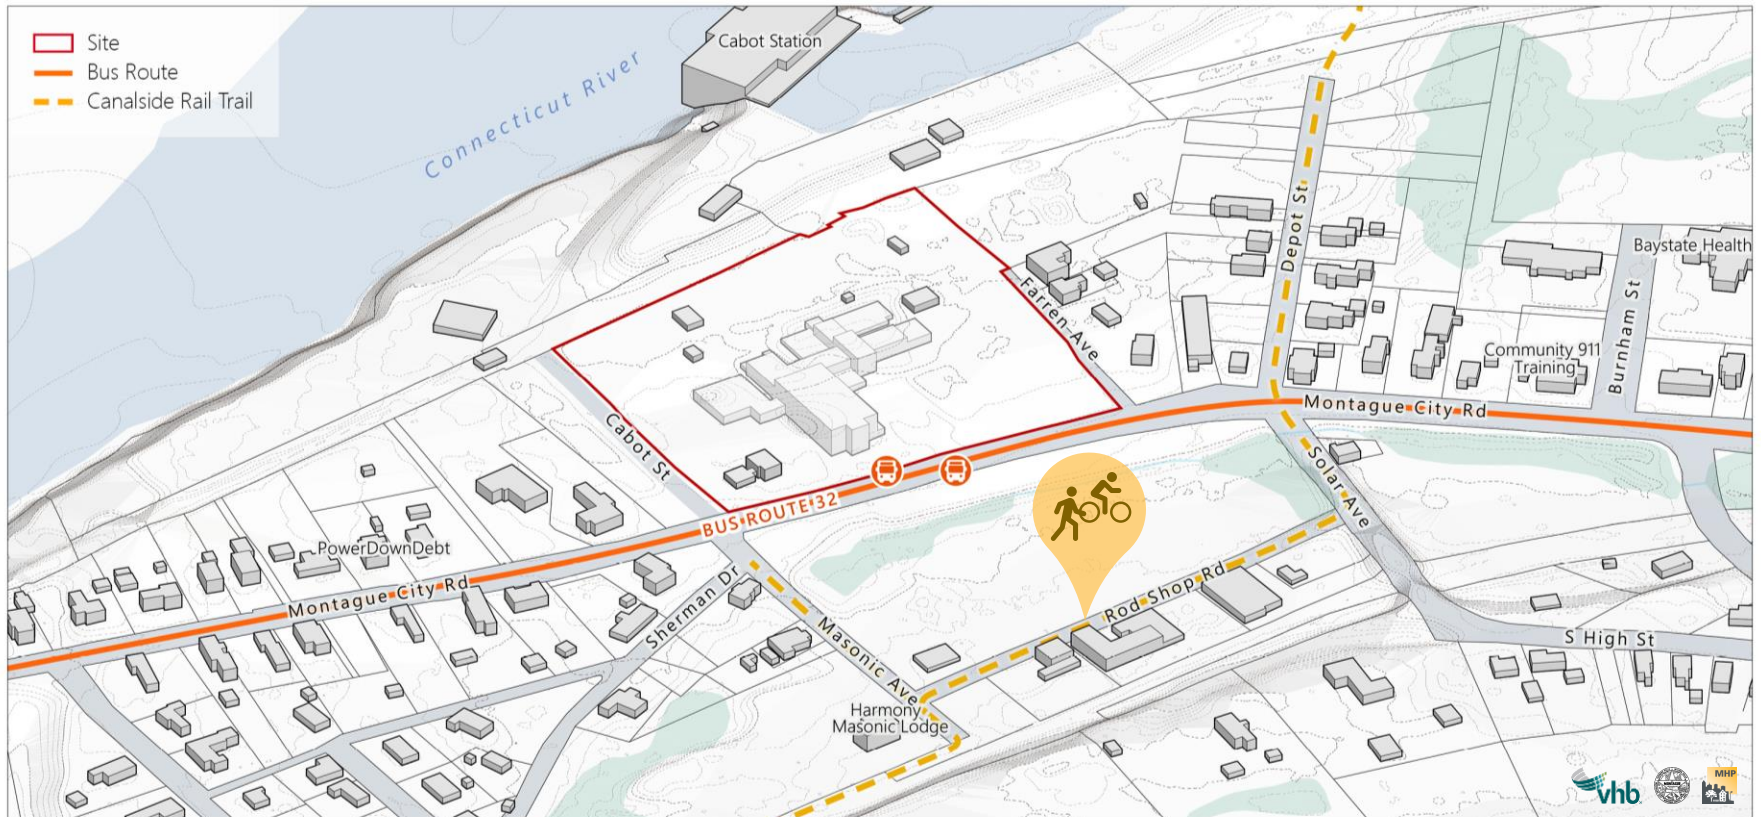 Site
Bus Route
Canalside Rail Trail
Cabot Station
Connecticut River
Depot St
Baystate Health
Farren Ave
Burnham St
Community 911
Training
Montague City Rd
Cabot St
Solar Ave
BUS ROUTE 32
PowerDownDebt
Montague City Rd
Sherman Dr
Rod Shop Rd
Masonic Ave
S High St
Harmony
Masonic Lodge
vhb
MHP